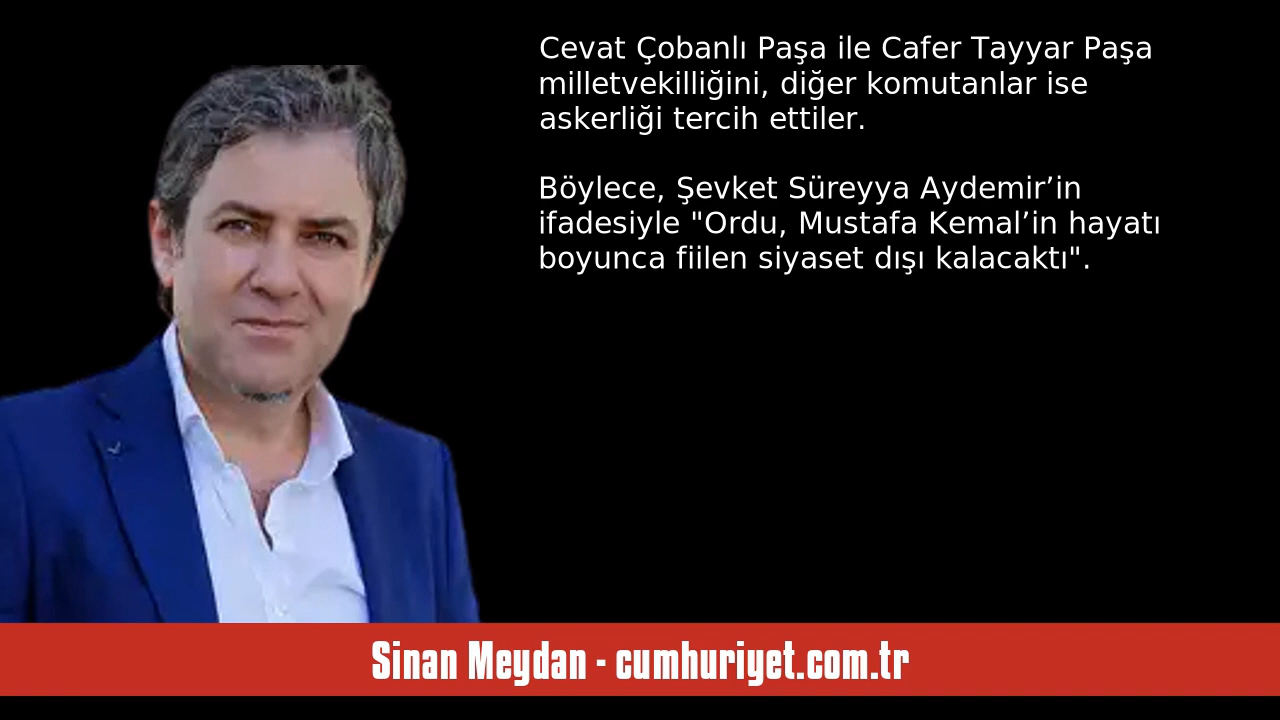 Cevat Çobanlı Paşa ile Cafer Tayyar Paşa
milletvekilliğini, diğer komutanlar ise
askerliği tercih ettiler.
Böylece, Şevket Süreyya Aydemir’in
ifadesiyle "Ordu, Mustafa Kemal’in hayatı
boyunca fiilen siyaset dışı kalacaktı".
Sinan Meydan - cumhuriyet.com.tr